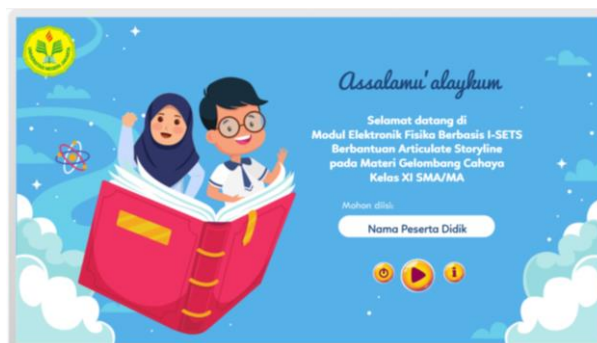 Assalamu'alaykum
Selamat datang di
Modul Elektronik Fisika Berbasis I-SETS
Berbantuan Articulate Storyline
pada Materi Gelombang Cahaya
Kelas XI SMA/MA
Mohon diisi:
Nama Peserta Didik